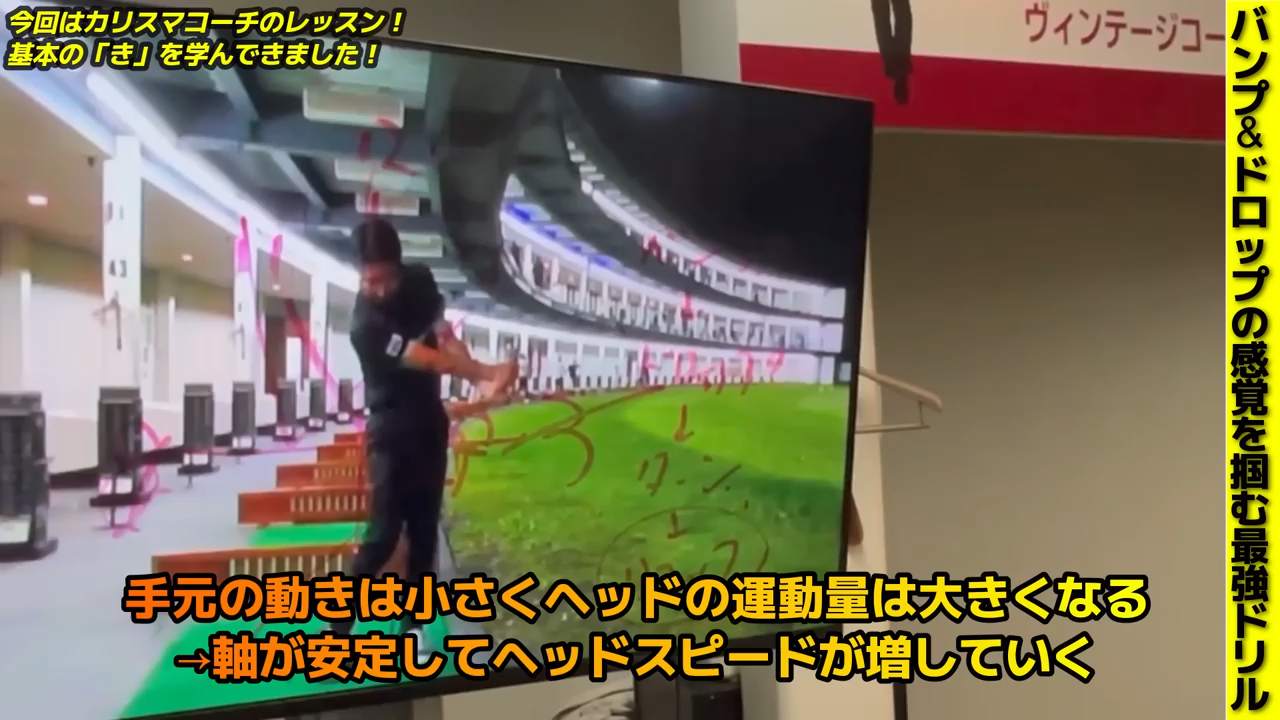 今回はカリスマコーチのレッスン！
基本の「き」を学んできました！
ヴィンテージコー
バンプ&ドロップの感覚を掴む最強ドリル
ターン
手元の動きは小さくヘッドの運動量は大きくなる
→軸が安定してヘッドスピードが増していく